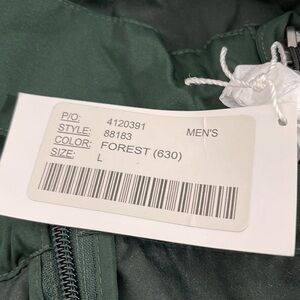 P/O: 4120391
STYLE: 88183 MEN'S
COLOR: FOREST (630)
SIZE: L